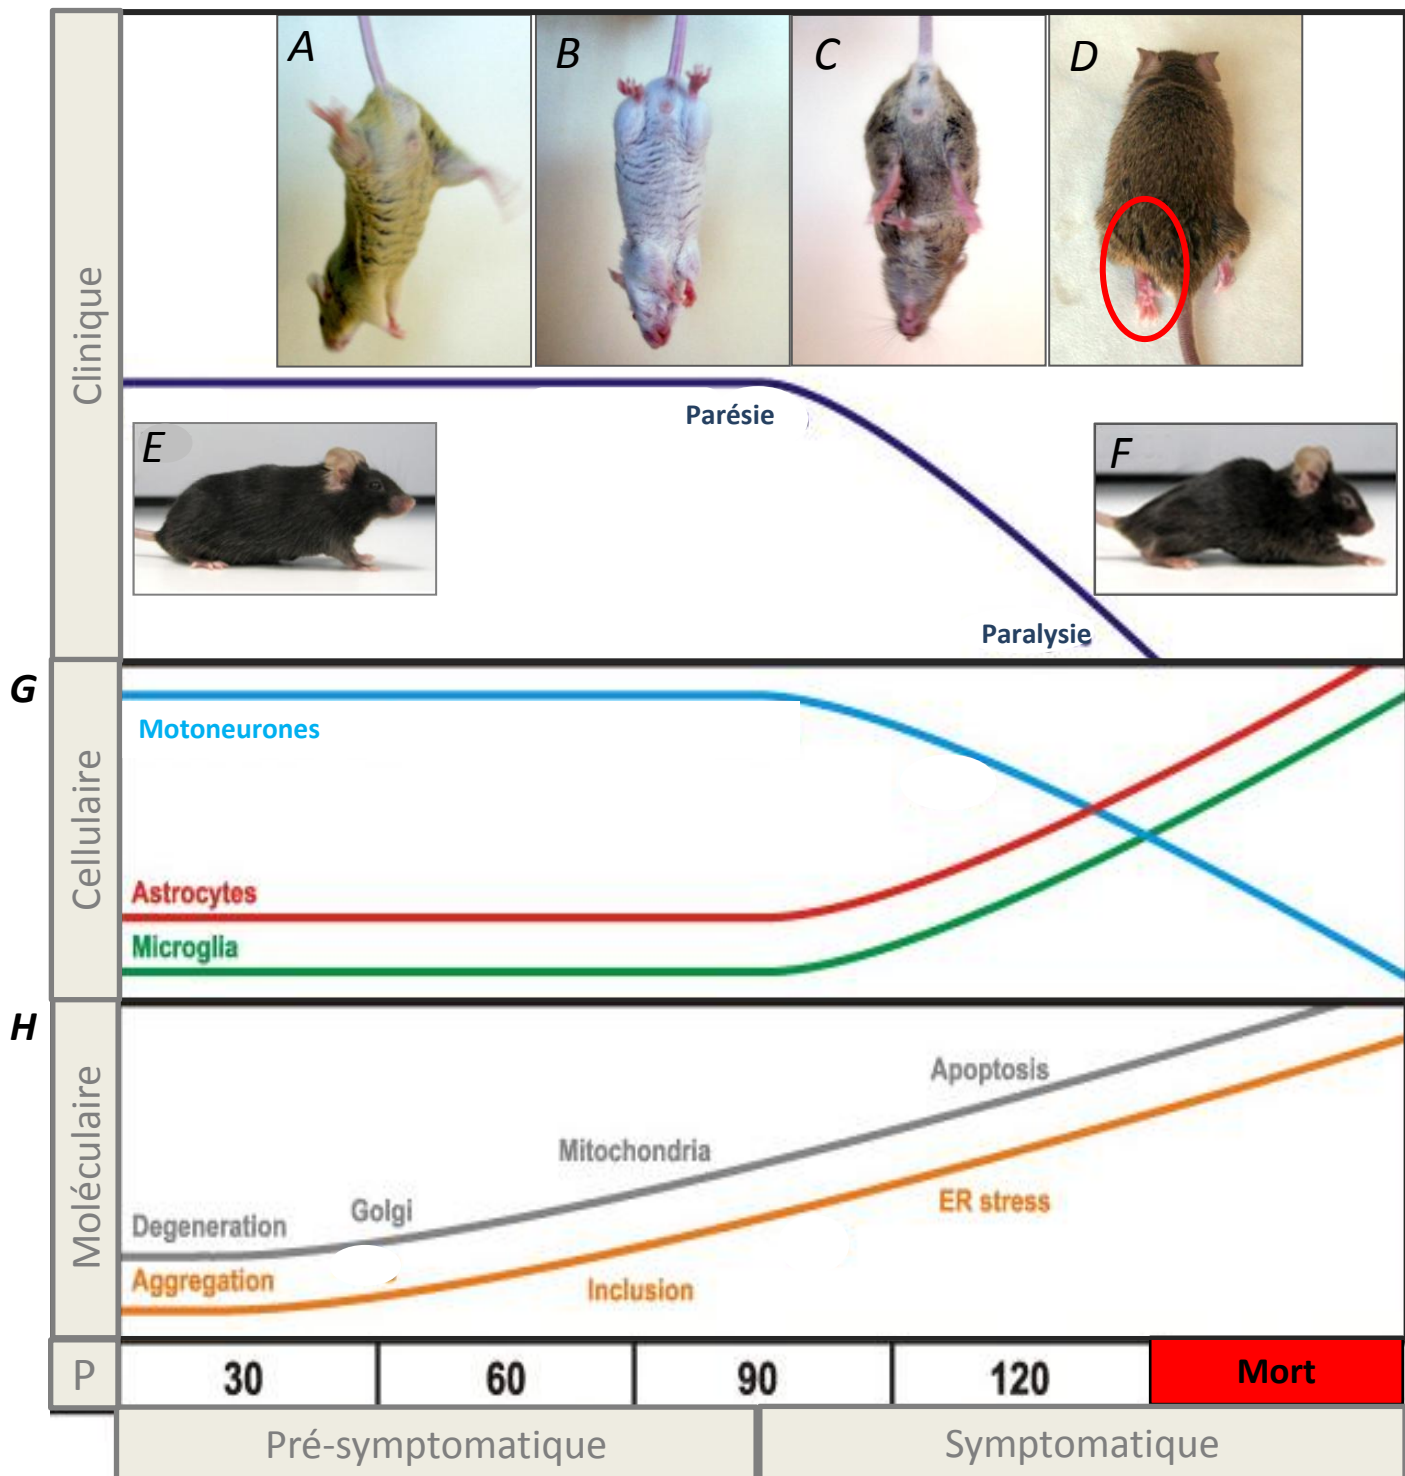 A
B
C
D
Clinique
Parésie
E
F
Paralysie
G
Motoneurones
Cellulaire
Astrocytes
Microglia
H
Moléculaire
Apoptosis
Mitochondria
Golgi
Degeneration
ER stress
Aggregation
Inclusion
P
30
60
90
120
Mort
Pré-symptomatique
Symptomatique